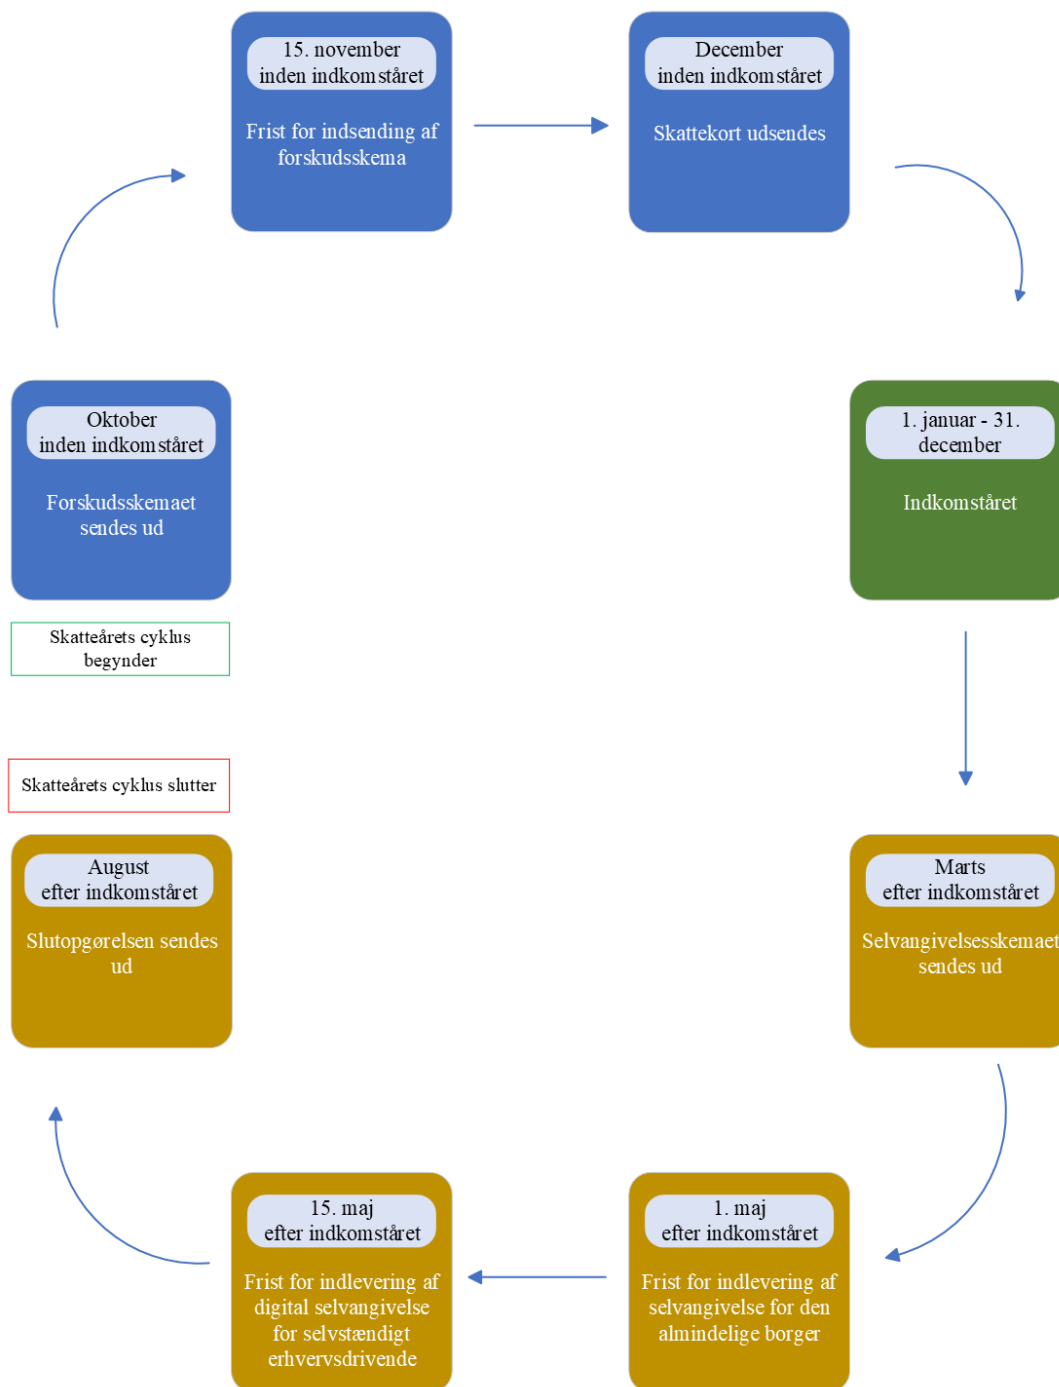 15. november
inden indkomståret
Frist for indsending af
forskudsskema
December
inden indkomståret
Skattekort udsendes
Oktober
inden indkomståret
Forskudsskemaet
sendes ud
1. januar - 31.
december
Indkomståret
Skatteårets cyklus
begynder
Skatteårets cyklus slutter
August
efter indkomståret
Slutopgørelsen sendes
ud
Marts
efter indkomståret
Selvangivelsesskemaet
sendes ud
15. maj
efter indkomståret
Frist for indlevering af
digital selvangivelse
for selvstændigt
erhvervsdrivende
1. maj
efter indkomståret
Frist for indlevering af
selvangivelse for den
almindelige borger